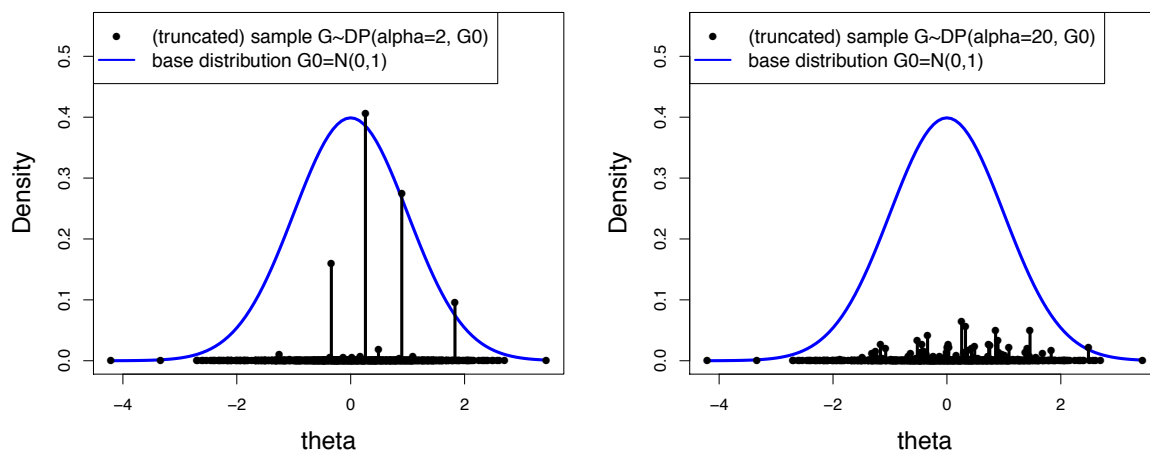 (truncated) sample G~DP(alpha=2, G0)
base distribution G0=N(0,1)
Density
0.0
0.1
0.2
0.3
0.4
0.5
−4
−2
0
2
theta
(truncated) sample G~DP(alpha=20, G0)
base distribution G0=N(0,1)
Density
0.0
0.1
0.2
0.3
0.4
0.5
−4
−2
0
2
theta